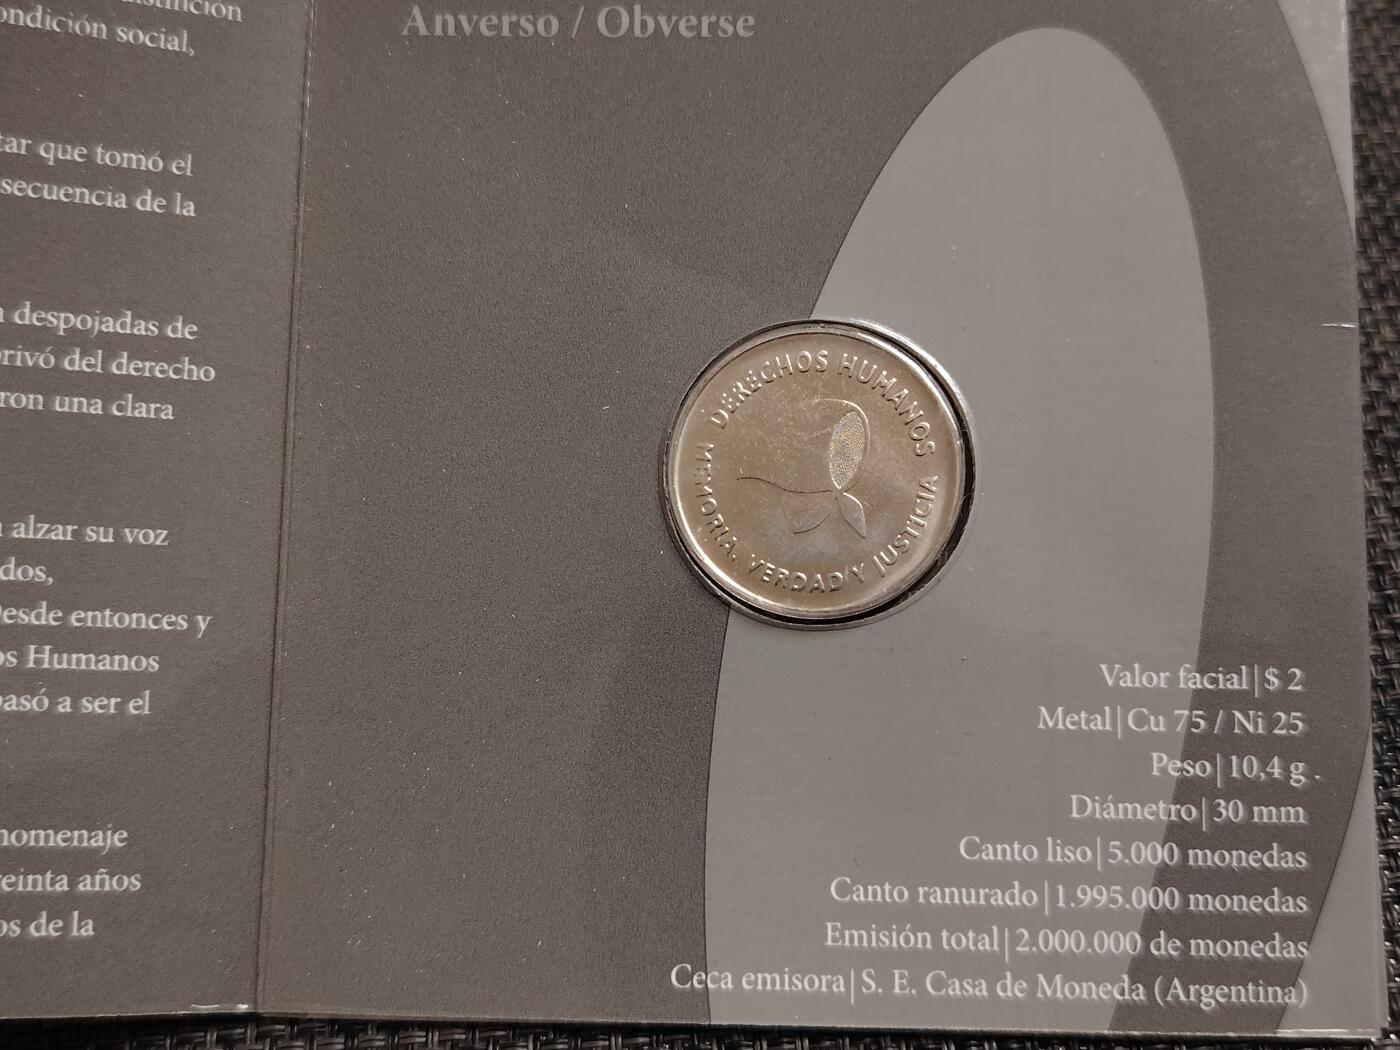 ondición social,
tar que tomó el
secuencia de la
despojadas de
rivó del derecho
ron una clara
alzar su voz
dos,
esde entonces y
os Humanos
pasó a ser el
homenaje
einta años
os de la
Anverso / Obverse
DERECHOS HUMANOS
MEMORIA, VERDAD Y JUSTICIA
Valor facial|$ 2
Metal|Cu 75 / Ni 25
Peso|10,4 g .
Diámetro|30 mm
Canto liso|5.000 monedas
Canto ranurado|1.995.000 monedas
Emisión total|2.000.000 de monedas
Ceca emisora|S. E. Casa de Moneda (Argentina)